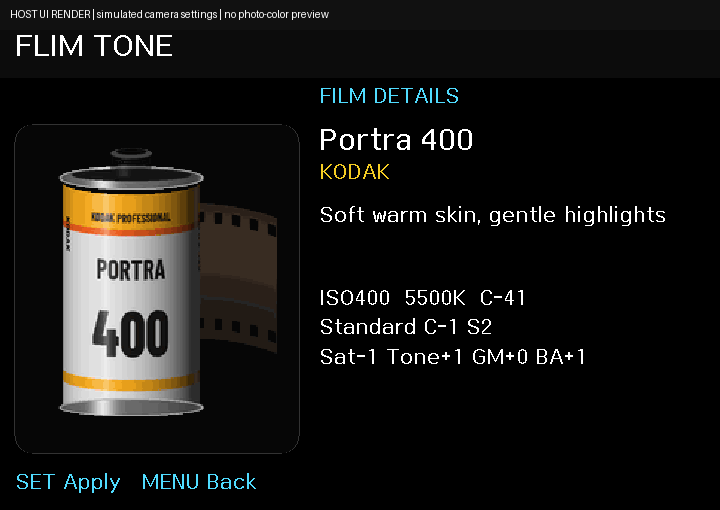 HOST UI RENDER | simulated camera settings | no photo-color preview
FLIM TONE
FILM DETAILS
Portra 400
KODAK
Soft warm skin, gentle highlights
ISO400 5500K C-41
Standard C-1 S2
Sat-1 Tone+1 GM+0 BA+1
KODAK PROFESSIONAL
KODAK
PORTRA
400
SET Apply MENU Back